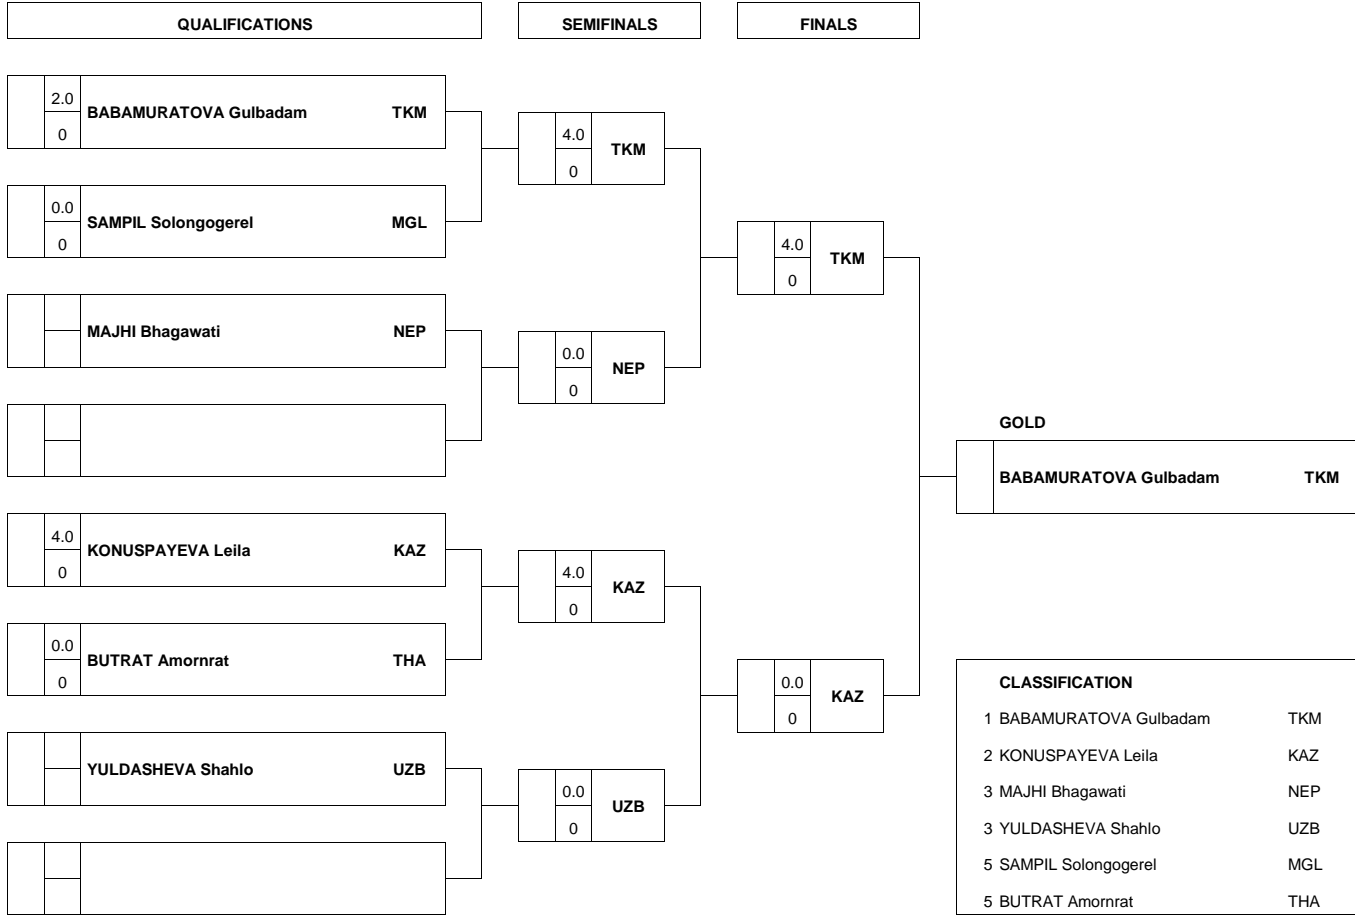 QUALIFICATIONS SEMIFINALS FINALS
2.0
BABAMURATOVA Gulbadam TKM
0
0.0
SAMPIL Solongogerel MGL
0
MAJHI Bhagawati NEP
4.0
KONUSPAYEVA Leila KAZ
0
0.0
BUTRAT Amornrat THA
0
YULDASHEVA Shahlo UZB
4.0
TKM
0
0.0
NEP
0
4.0
KAZ
0
0.0
UZB
0
4.0
TKM
0
0.0
KAZ
0
GOLD
BABAMURATOVA Gulbadam TKM
CLASSIFICATION
1 BABAMURATOVA Gulbadam TKM
2 KONUSPAYEVA Leila KAZ
3 MAJHI Bhagawati NEP
3 YULDASHEVA Shahlo UZB
5 SAMPIL Solongogerel MGL
5 BUTRAT Amornrat THA